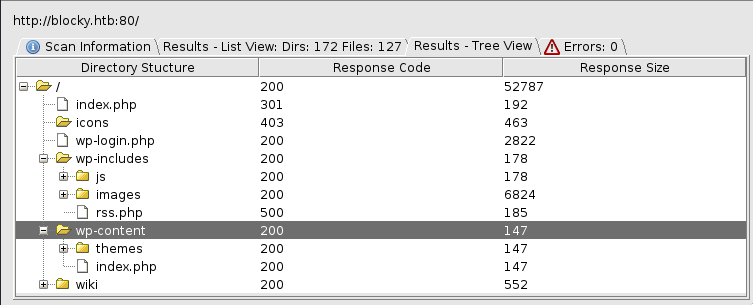 http://blocky.htb:80/
Scan Information Results - List View: Dirs: 172 Files: 127 Results - Tree View Errors: 0
Directory Stucture Response Code Response Size
/ 200 52787
index.php 301 192
icons 403 463
wp-login.php 200 2822
wp-includes 200 178
js 200 178
images 200 6824
rss.php 500 185
wp-content 200 147
themes 200 147
index.php 200 147
wiki 200 552